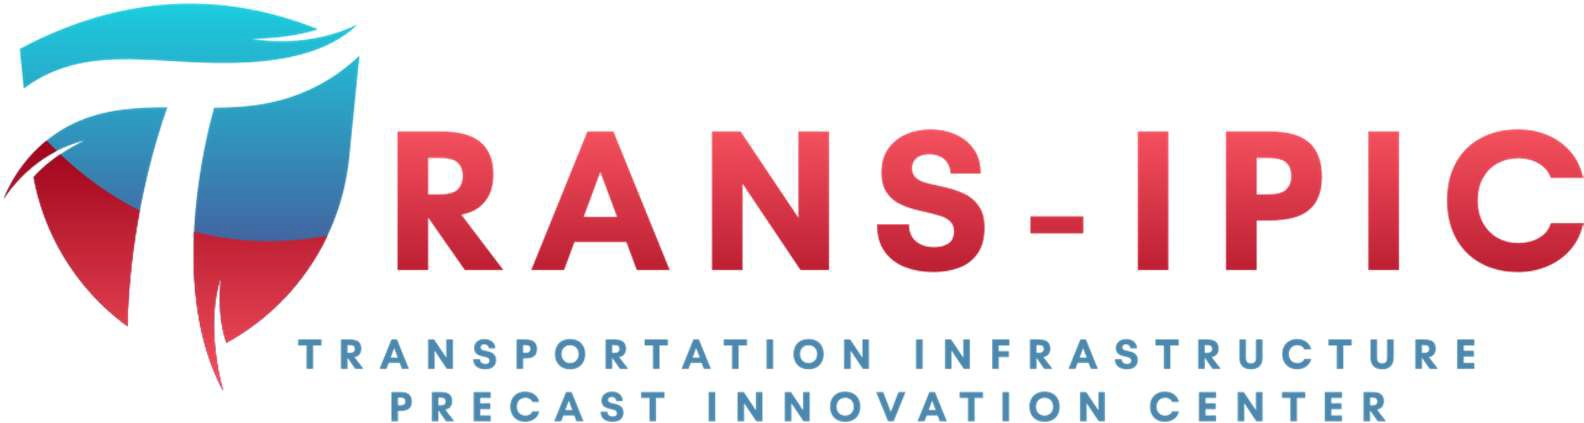 TRANS-IPIC
TRANSPORTATION INFRASTRUCTURE
PRECAST INNOVATION CENTER